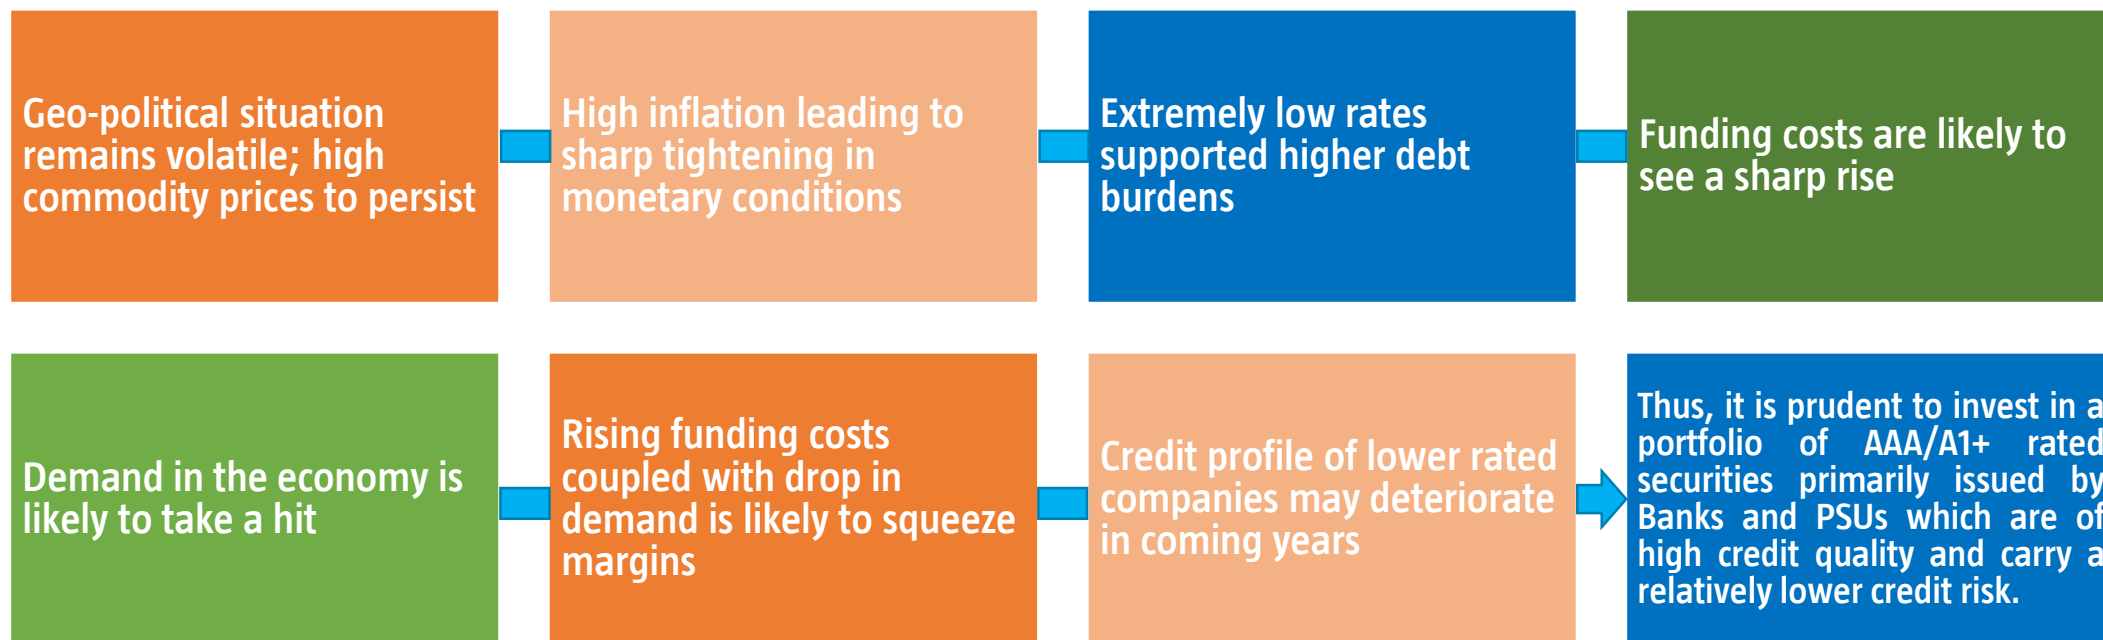 Geo-political situation
remains volatile; high
commodity prices to persist
High inflation leading to
sharp tightening in
monetary conditions
Extremely low rates
supported higher debt
burdens
Funding costs are likely to
see a sharp rise
Demand in the economy is
likely to take a hit
Rising funding costs
coupled with drop in
demand is likely to squeeze
margins
Credit profile of lower rated
companies may deteriorate
in coming years
Thus, it is prudent to invest in a
portfolio of AAA/A1+ rated
securities primarily issued by
Banks and PSUs which are of
high credit quality and carry a
relatively lower credit risk.